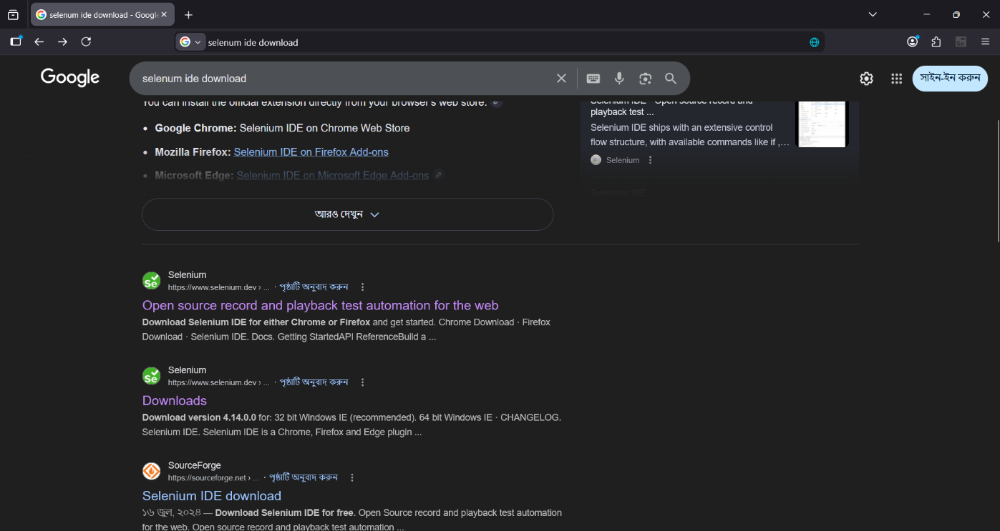 selenum ide download - Google
selenum ide download
Google
selenum ide download
সাইন-ইন করুন
You can install the official extension directly from your browser's web store.
• Google Chrome: Selenium IDE on Chrome Web Store
• Mozilla Firefox: Selenium IDE on Firefox Add-ons
• Microsoft Edge: Selenium IDE on Microsoft Edge Add-ons
আরও দেখুন
Selenium IDE · Open source record and
playback test ...
Selenium IDE ships with an extensive control
flow structure, with available commands like if ,...
Selenium
Selenium IDE
Se
Selenium
https://www.selenium.dev › ... · পৃষ্ঠাটি অনুবাদ করুন
Open source record and playback test automation for the web
Download Selenium IDE for either Chrome or Firefox and get started. Chrome Download · Firefox
Download · Selenium IDE. Docs. Getting StartedAPI ReferenceBuild a ...
Se
Selenium
https://www.selenium.dev › ... · পৃষ্ঠাটি অনুবাদ করুন
Downloads
Download version 4.14.0.0 for: 32 bit Windows IE (recommended). 64 bit Windows IE · CHANGELOG.
Selenium IDE. Selenium IDE is a Chrome, Firefox and Edge plugin ...
SourceForge
https://sourceforge.net › ... · পৃষ্ঠাটি অনুবাদ করুন
Selenium IDE download
১৬ জুল, ২০২৪ — Download Selenium IDE for free. Open Source record and playback test automation
for the web. Open source record and playback test automation ...